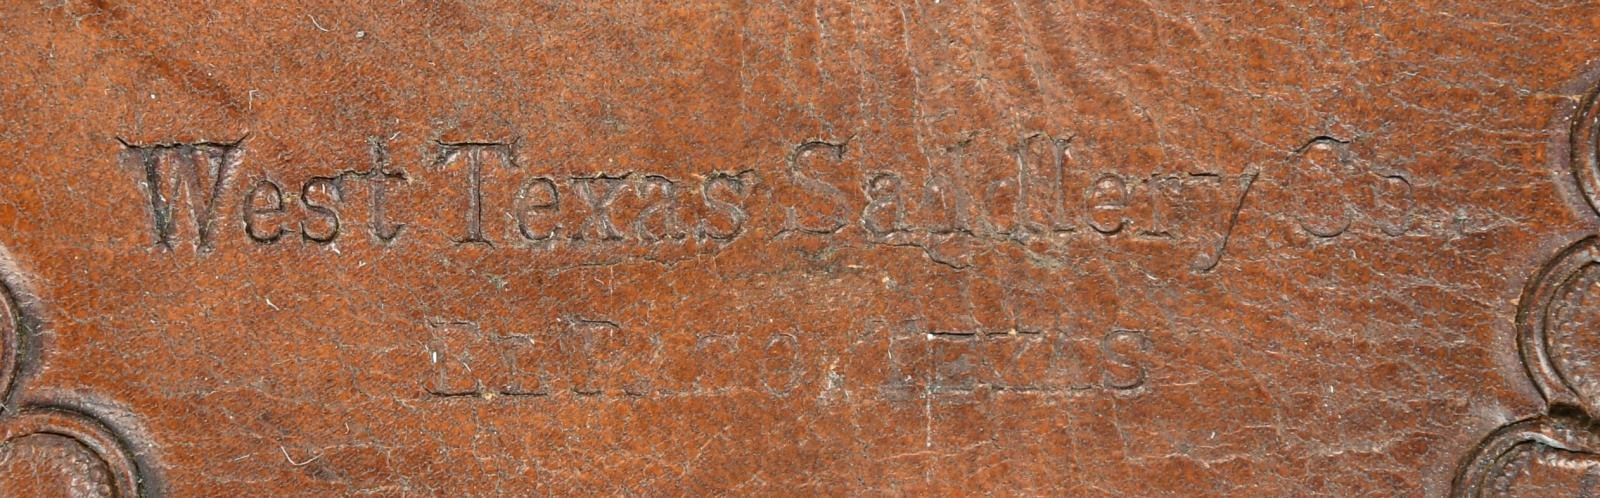 West Texas Saddlery Co.
EL PASO, TEXAS